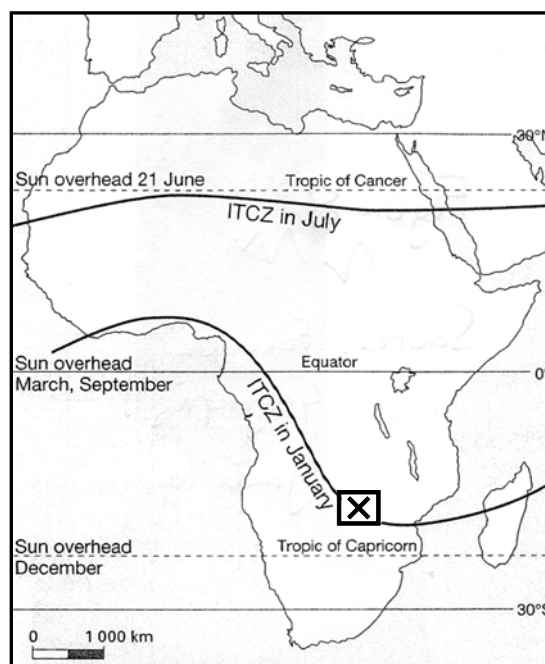 30°N
Sun overhead 21 June
Tropic of Cancer
ITCZ in July
Sun overhead
March, September
Equator
0°
ITCZ in January
Sun overhead
December
Tropic of Capricorn
30°S
0 1 000 km